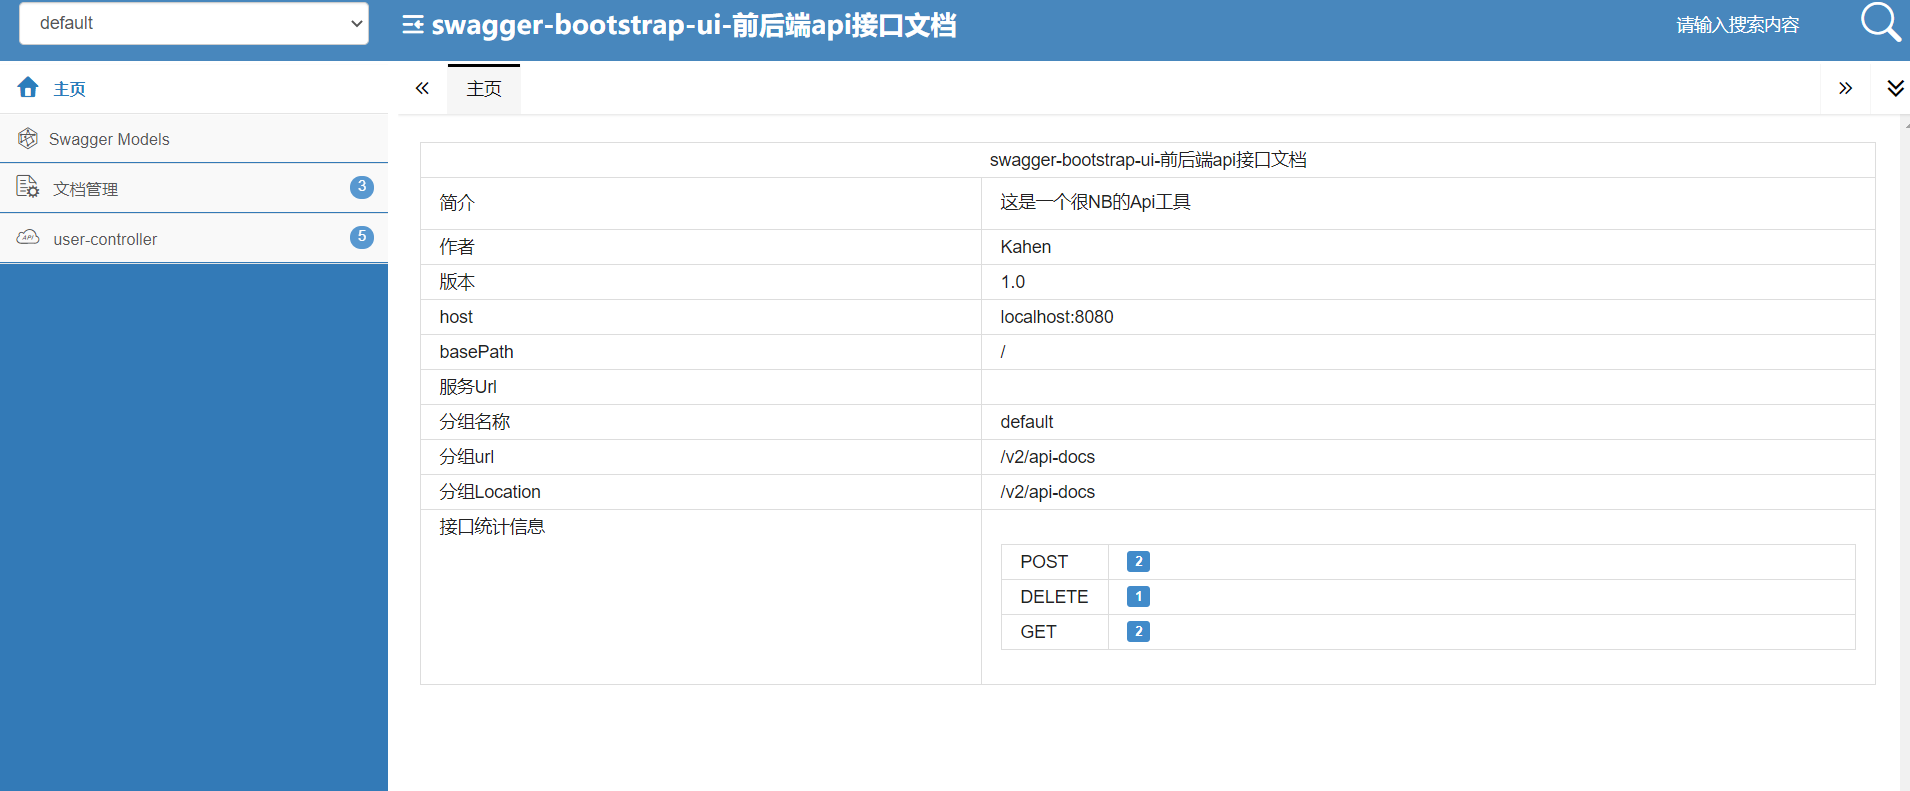 default
swagger-bootstrap-ui-前后端api接口文档
请输入搜索内容
主页
Swagger Models
文档管理 3
user-controller 5
主页
swagger-bootstrap-ui-前后端api接口文档
简介 这是一个很NB的Api工具
作者 Kahen
版本 1.0
host localhost:8080
basePath /
服务Url
分组名称 default
分组url /v2/api-docs
分组Location /v2/api-docs
接口统计信息
POST 2
DELETE 1
GET 2